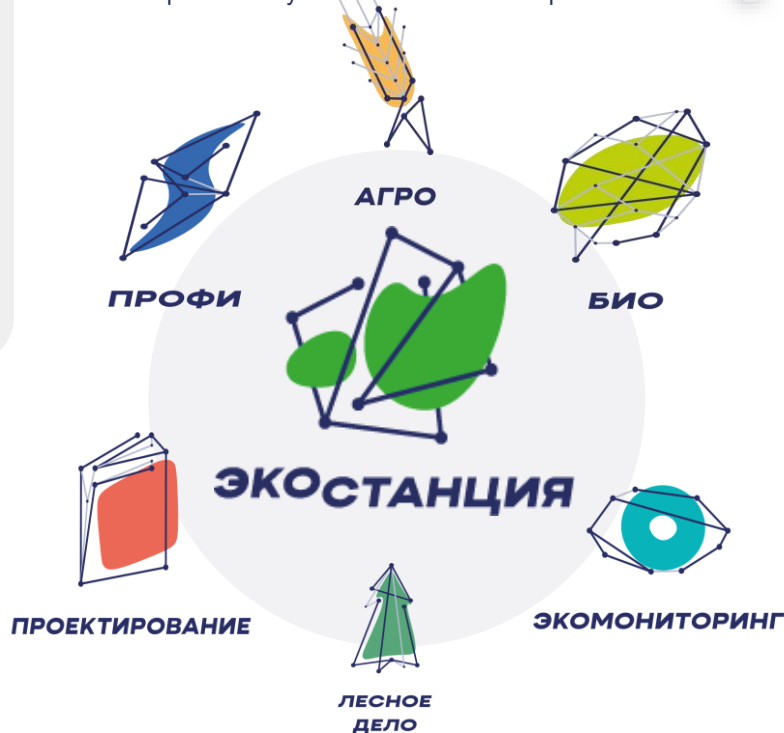 АГРО
ПРОФИ
БИО
ЭКОСТАНЦИЯ
ПРОЕКТИРОВАНИЕ
ЭКОМОНИТОРИНГ
ЛЕСНОЕ
ДЕЛО